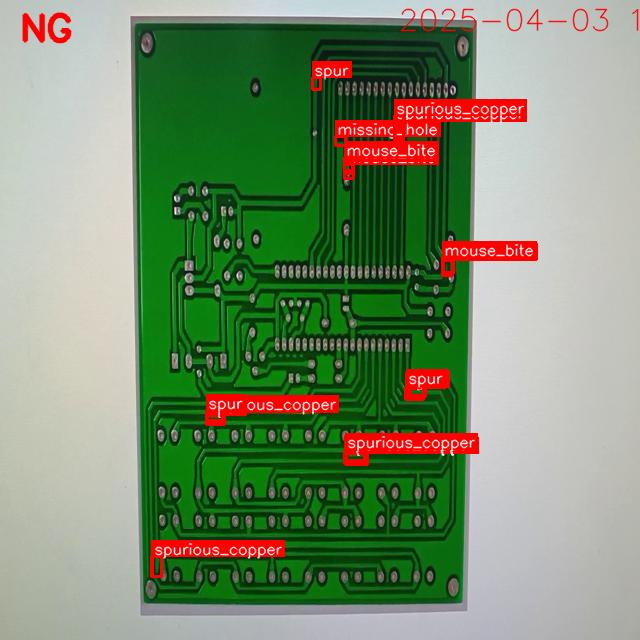 NG
2025-04-03 1
spur
spurious_copper
missing_hole
mouse_bite
mouse_bite
spur
spur ous_copper
spurious_copper
spurious_copper